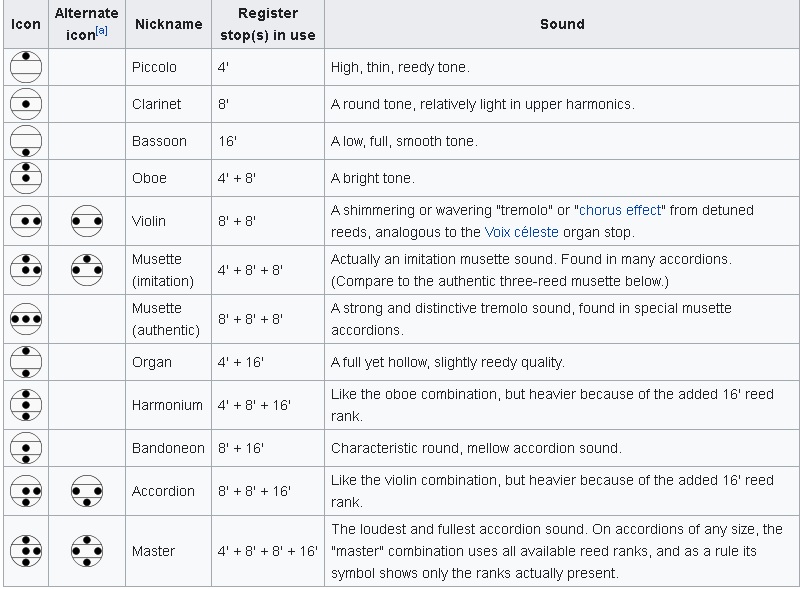 Icon
Alternate
icon[a]
Nickname
Register
stop(s) in use
Sound
Piccolo
4'
High, thin, reedy tone.
Clarinet
8'
A round tone, relatively light in upper harmonics.
Bassoon
16'
A low, full, smooth tone.
Oboe
4' + 8'
A bright tone.
Violin
8' + 8'
A shimmering or wavering "tremolo" or "chorus effect" from detuned
reeds, analogous to the Voix céleste organ stop.
Musette
(imitation)
4' + 8' + 8'
Actually an imitation musette sound. Found in many accordions.
(Compare to the authentic three-reed musette below.)
Musette
(authentic)
8' + 8' + 8'
A strong and distinctive tremolo sound, found in special musette
accordions.
Organ
4' + 16'
A full yet hollow, slightly reedy quality.
Harmonium
4' + 8' + 16'
Like the oboe combination, but heavier because of the added 16' reed
rank.
Bandoneon
8' + 16'
Characteristic round, mellow accordion sound.
Accordion
8' + 8' + 16'
Like the violin combination, but heavier because of the added 16' reed
rank.
Master
4' + 8' + 8' + 16'
The loudest and fullest accordion sound. On accordions of any size, the
"master" combination uses all available reed ranks, and as a rule its
symbol shows only the ranks actually present.